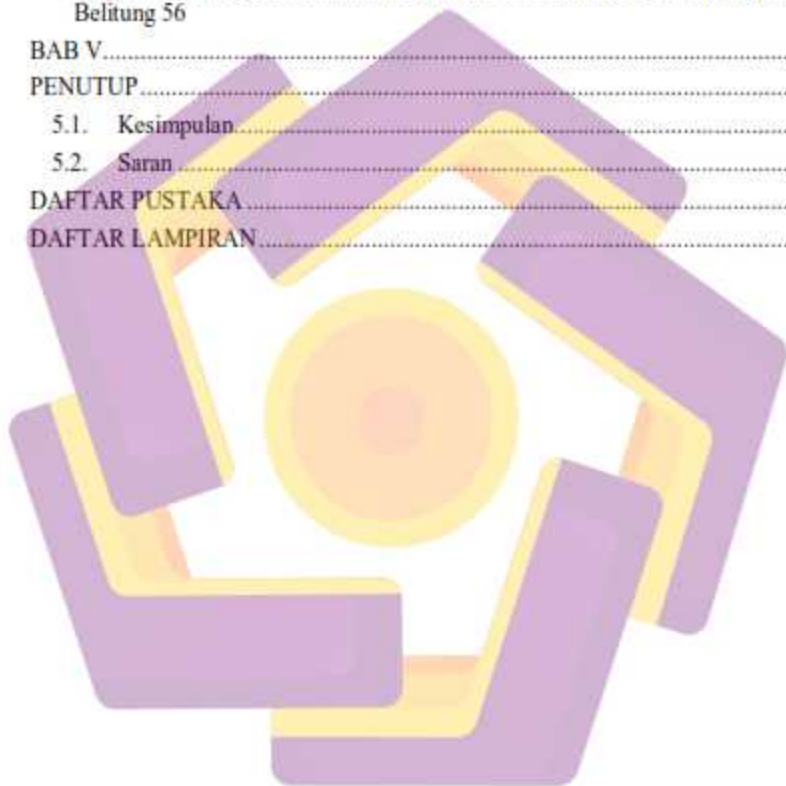 Belitung 56
BAB V........................................................................................................
PENUTUP........................................................................................................
5.1. Kesimpulan........................................................................................................
5.2. Saran........................................................................................................
DAFTAR PUSTAKA........................................................................................................
DAFTAR LAMPIRAN........................................................................................................